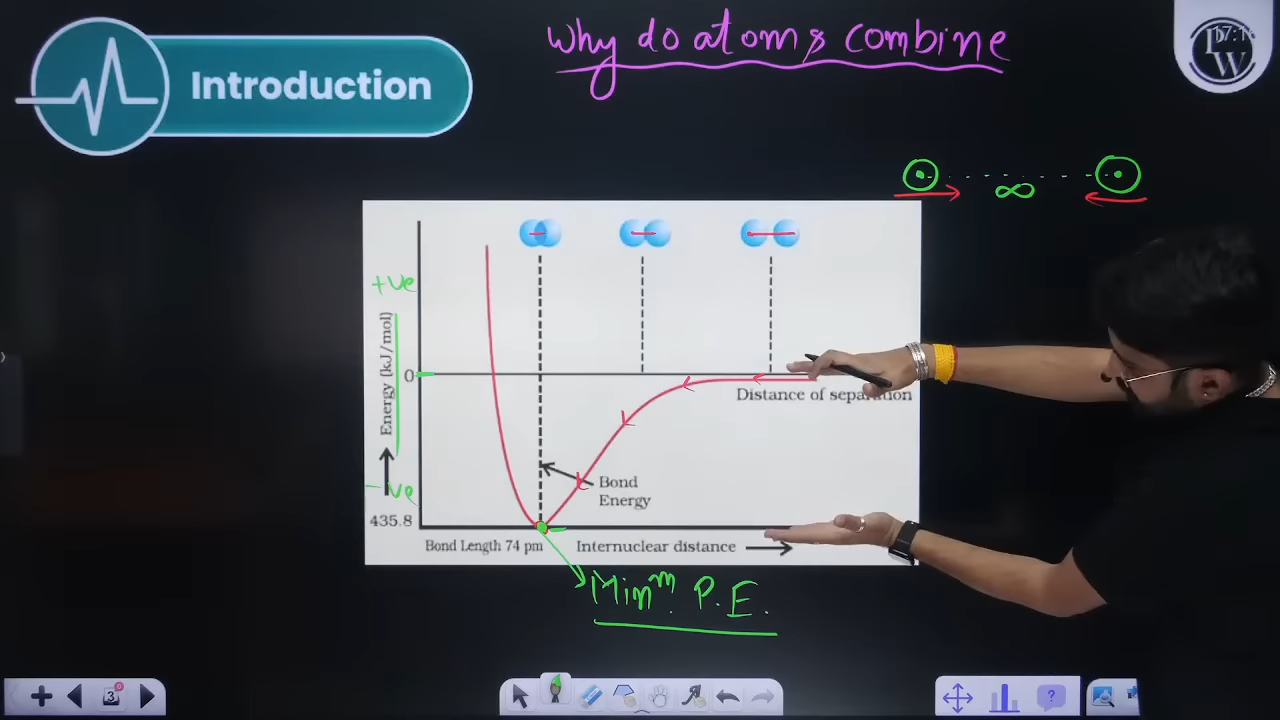 Why do atoms combine
Introduction
∞
+ve
Energy (kJ/mol)
0
Distance of separation
Bond
Energy
-ve
435.8
Bond Length 74 pm
Internuclear distance
Minm. P.E.
3